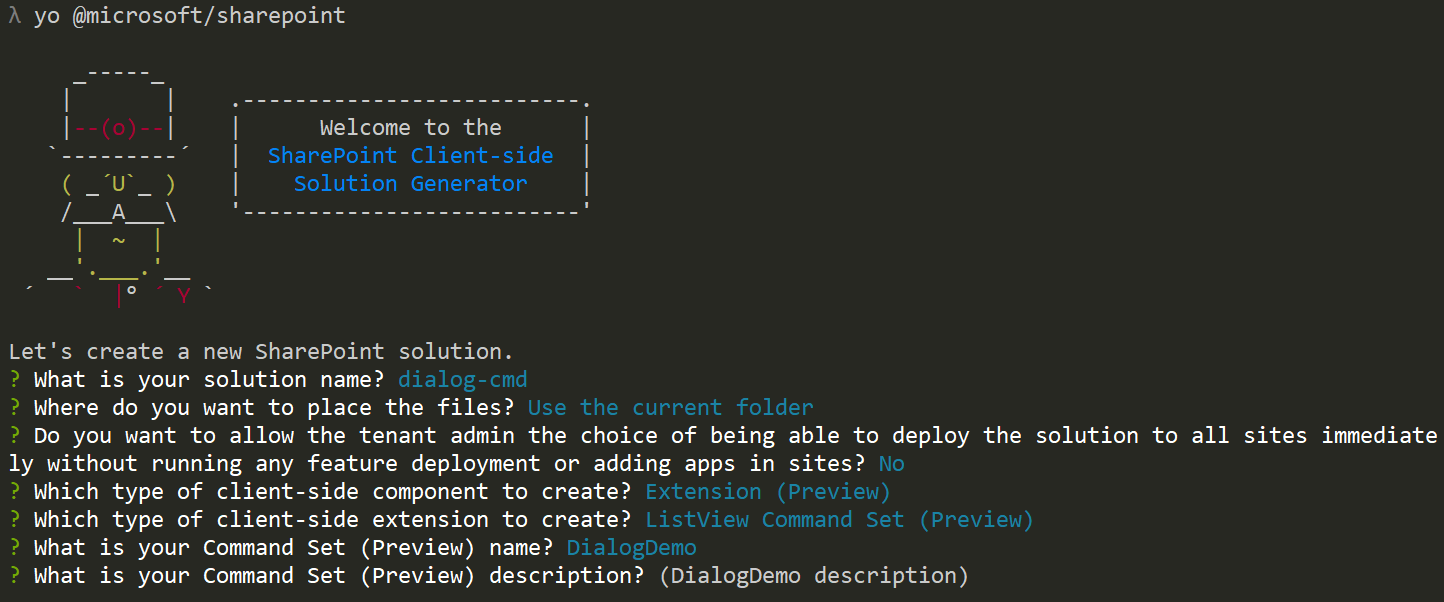 λ yo @microsoft/sharepoint
     _-----_
    |       |    .--------------------------.
    |--(o)--|    |      Welcome to the      |
   `---------´   |  SharePoint Client-side  |
    ( _´U`_ )    |    Solution Generator    |
    /___A___\    '--------------------------'
     |  ~  |
   __'.___.'__
 ´   `  |° ´ Y `
Let's create a new SharePoint solution.
? What is your solution name? dialog-cmd
? Where do you want to place the files? Use the current folder
? Do you want to allow the tenant admin the choice of being able to deploy the solution to all sites immediate
ly without running any feature deployment or adding apps in sites? No
? Which type of client-side component to create? Extension (Preview)
? Which type of client-side extension to create? ListView Command Set (Preview)
? What is your Command Set (Preview) name? DialogDemo
? What is your Command Set (Preview) description? (DialogDemo description)